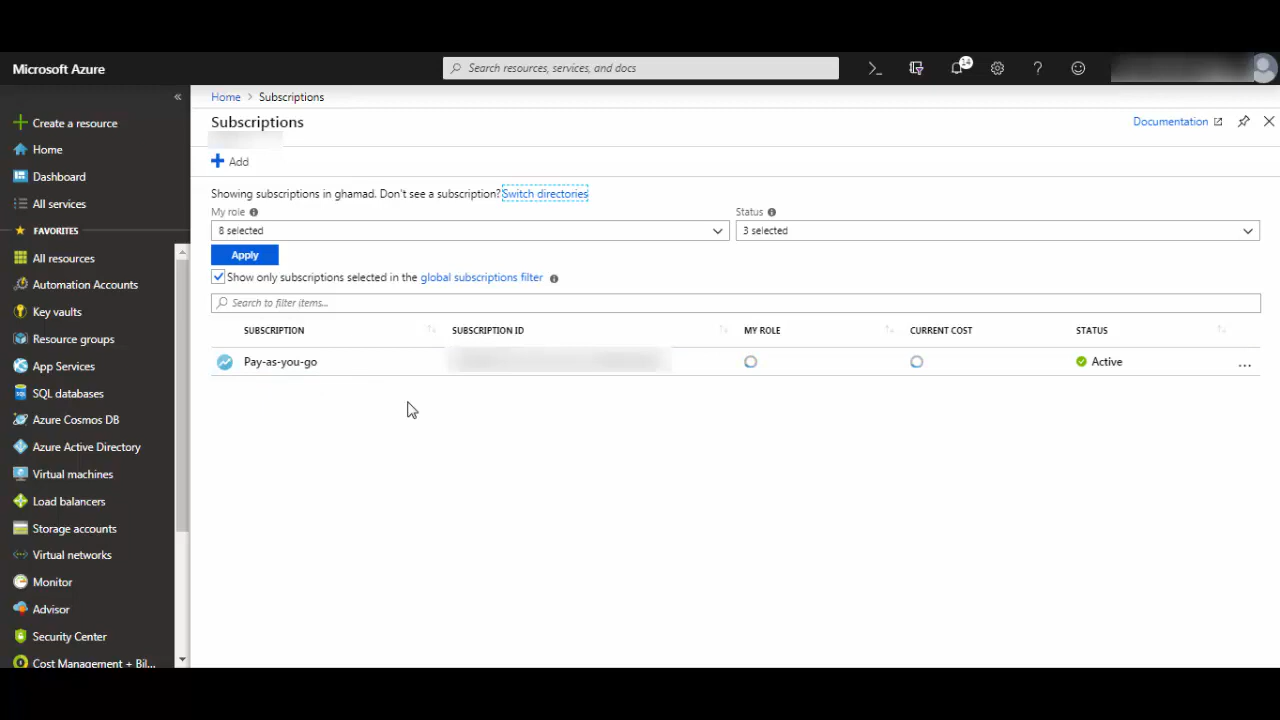 Microsoft Azure
Search resources, services, and docs
14
Create a resource
Home
Dashboard
All services
FAVORITES
All resources
Automation Accounts
Key vaults
Resource groups
App Services
SQL databases
Azure Cosmos DB
Azure Active Directory
Virtual machines
Load balancers
Storage accounts
Virtual networks
Monitor
Advisor
Security Center
Cost Management + Bil...
Home > Subscriptions
Subscriptions
Documentation
Add
Showing subscriptions in ghamad. Don't see a subscription? Switch directories
My role
Status
8 selected
3 selected
Apply
Show only subscriptions selected in the global subscriptions filter
Search to filter items...
SUBSCRIPTION SUBSCRIPTION ID MY ROLE CURRENT COST STATUS
Pay-as-you-go Active ...